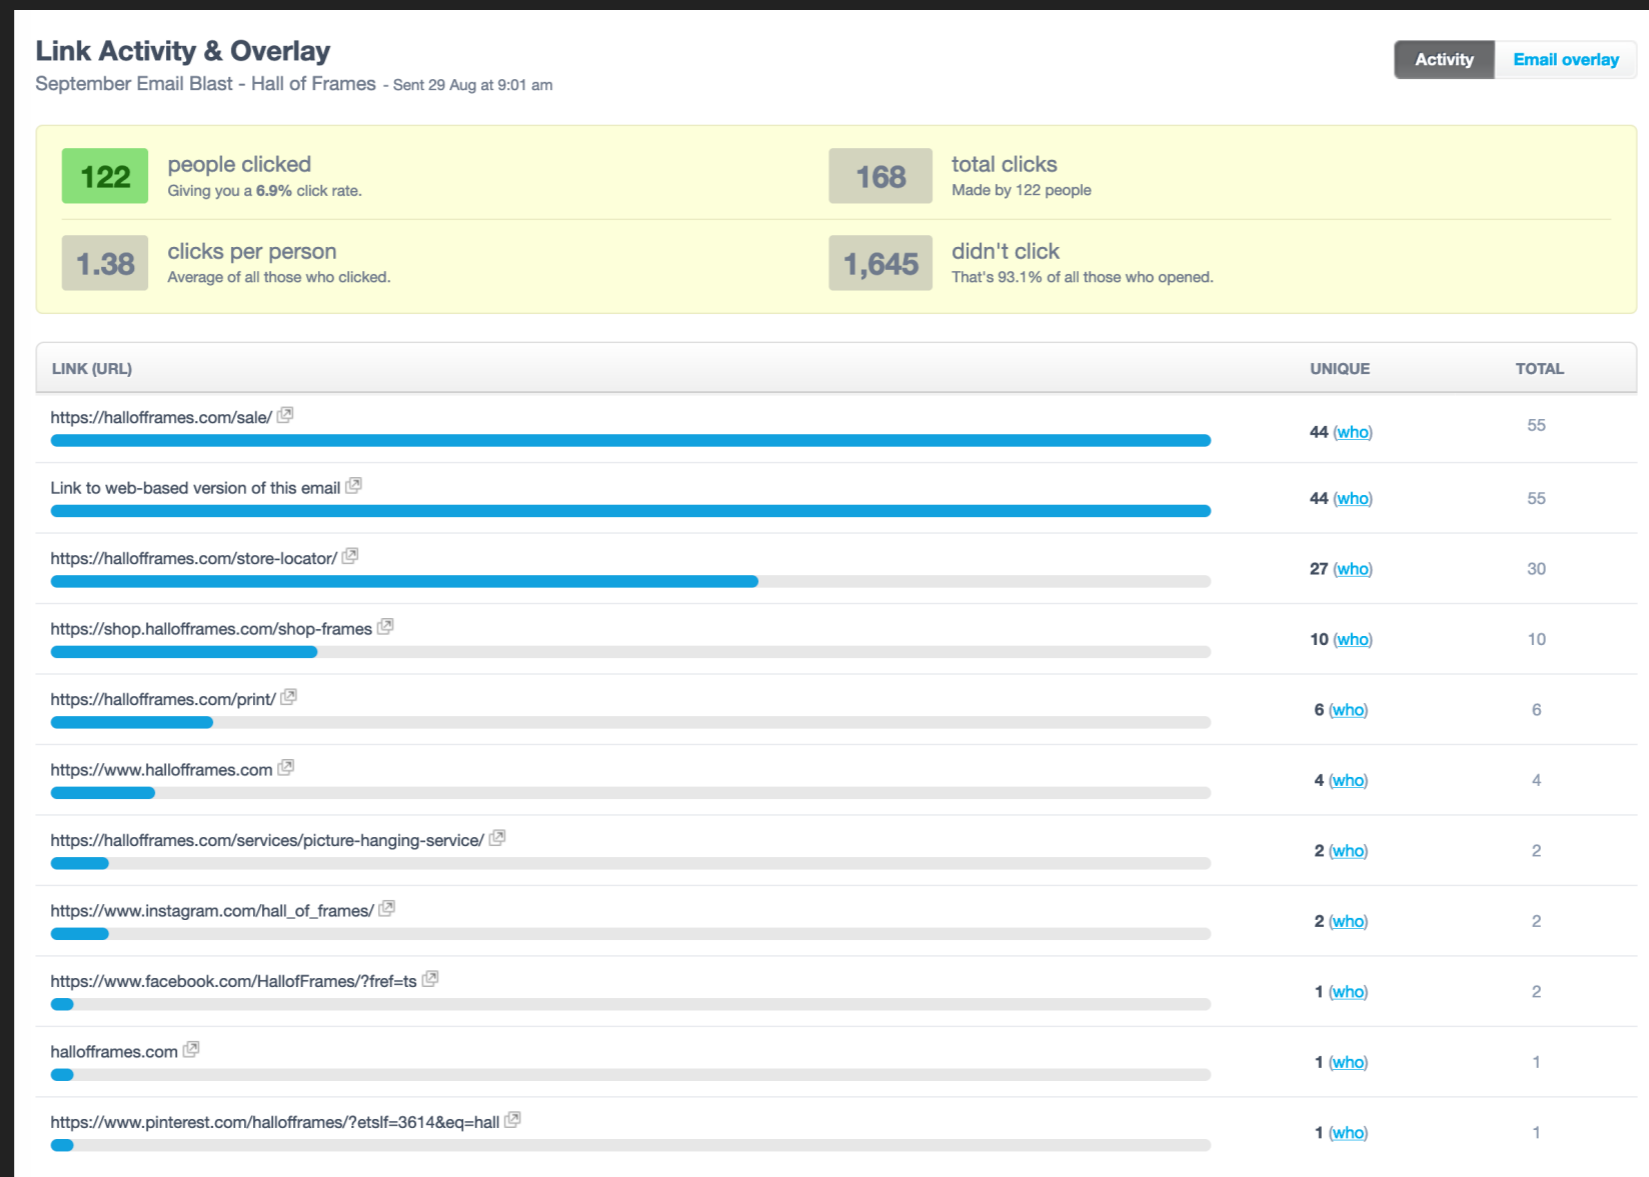 Link Activity & Overlay
Activity
Email overlay
September Email Blast - Hall of Frames - Sent 29 Aug at 9:01 am
122 people clicked
Giving you a 6.9% click rate.
168 total clicks
Made by 122 people
1.38 clicks per person
Average of all those who clicked.
1,645 didn't click
That's 93.1% of all those who opened.
LINK (URL) UNIQUE TOTAL
https://hallofframes.com/sale/ 44 (who) 55
Link to web-based version of this email 44 (who) 55
https://hallofframes.com/store-locator/ 27 (who) 30
https://shop.hallofframes.com/shop-frames 10 (who) 10
https://hallofframes.com/print/ 6 (who) 6
https://www.hallofframes.com 4 (who) 4
https://hallofframes.com/services/picture-hanging-service/ 2 (who) 2
https://www.instagram.com/hall_of_frames/ 2 (who) 2
https://www.facebook.com/HallofFrames/?fref=ts 1 (who) 2
hallofframes.com 1 (who) 1
https://www.pinterest.com/hallofframes/?etslf=3614&eq=hall 1 (who) 1